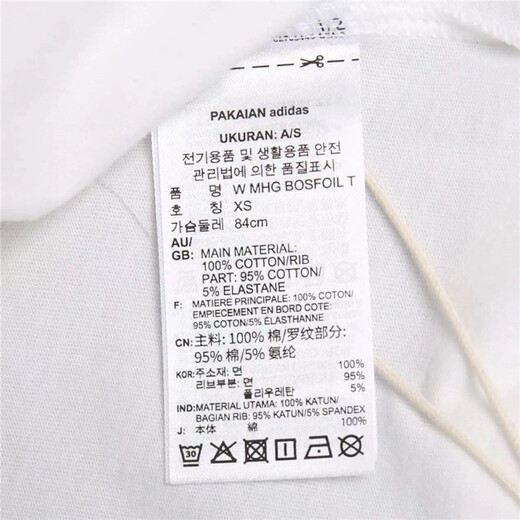 PAKAIAN adidas
UKURAN: A/S
전기용품 및 생활용품 안전
관리법에 의한 품질표시
품 명 W MHG BOSFOIL T
호 칭 XS
가슴둘레 84cm
AU/
GB: MAIN MATERIAL:
100% COTTON/RIB
PART: 95% COTTON/
5% ELASTANE
F: MATIERE PRINCIPALE: 100% COTON/
EMPIECEMENT EN BORD COTE:
95% COTON/5% ÉLASTHANNE
CN: 主料: 100% 棉/罗纹部分:
95% 棉/5% 氨纶
KOR: 주소재: 면 100%
리브부분: 면 95%
폴리우레탄 5%
IND: MATERIAL UTAMA: 100% KATUN/
BAGIAN RIB: 95% KATUN/5% SPANDEX
J: 本体 綿 100%
30